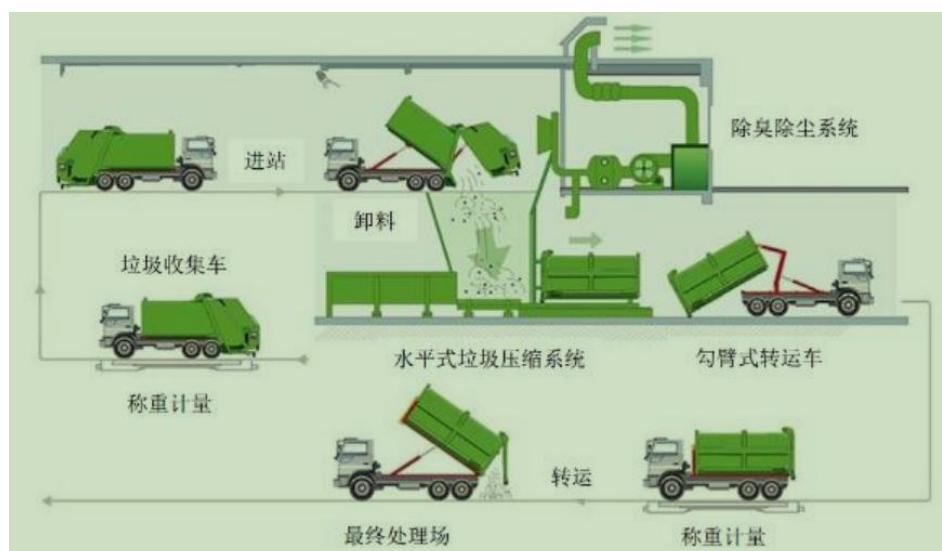 除臭除尘系统
进站
卸料
垃圾收集车
水平式垃圾压缩系统
勾臂式转运车
称重计量
转运
最终处理场
称重计量